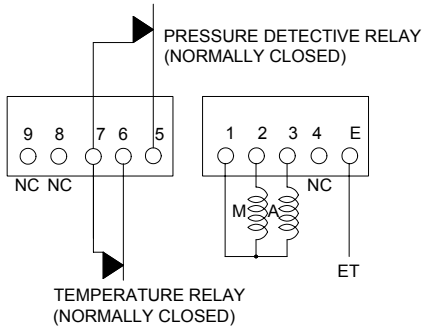 PRESSURE DETECTIVE RELAY
(NORMALLY CLOSED)
9 8 7 6 5
1 2 3 4 E
NC NC
NC
M A
ET
TEMPERATURE RELAY
(NORMALLY CLOSED)